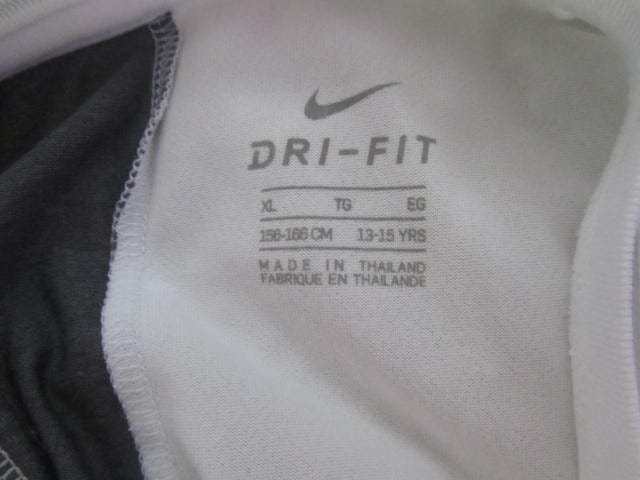 DRI-FIT
XL TG EG
156-166 CM 13-15 YRS
MADE IN THAILAND
FABRIQUE EN THAILANDE